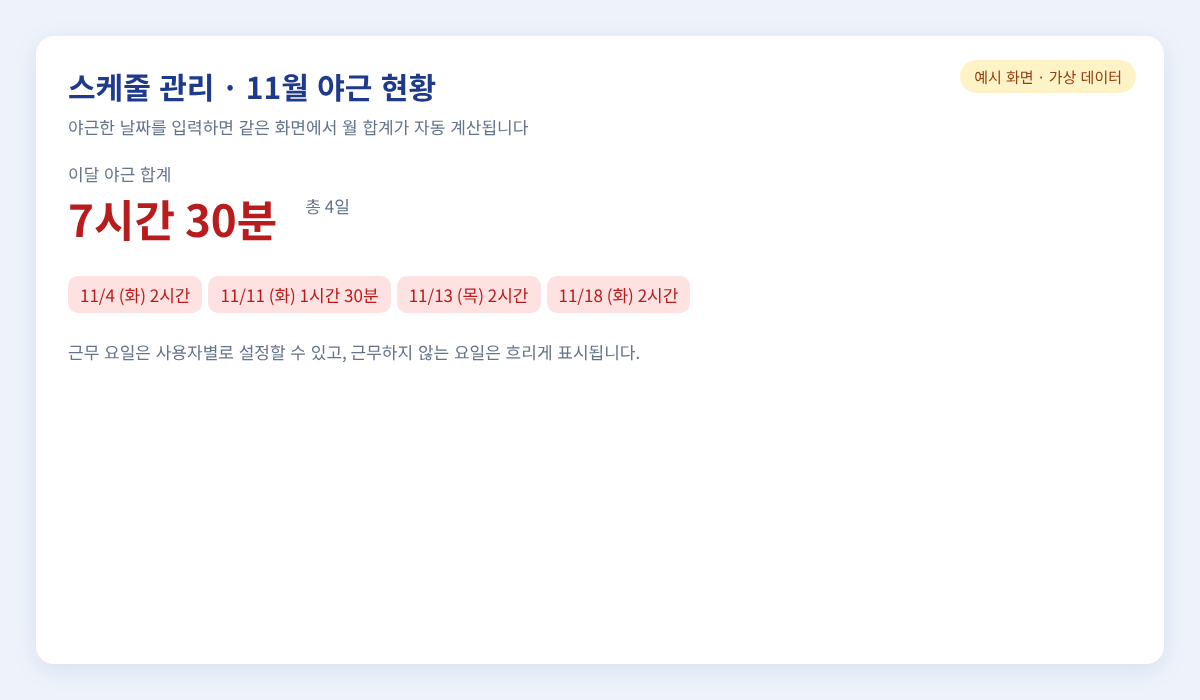 스케줄 관리 · 11월 야근 현황
예시 화면 · 가상 데이터
야근한 날짜를 입력하면 같은 화면에서 월 합계가 자동 계산됩니다
이달 야근 합계
7시간 30분
총 4일
11/4 (화) 2시간
11/11 (화) 1시간 30분
11/13 (목) 2시간
11/18 (화) 2시간
근무 요일은 사용자별로 설정할 수 있고, 근무하지 않는 요일은 흐리게 표시됩니다.